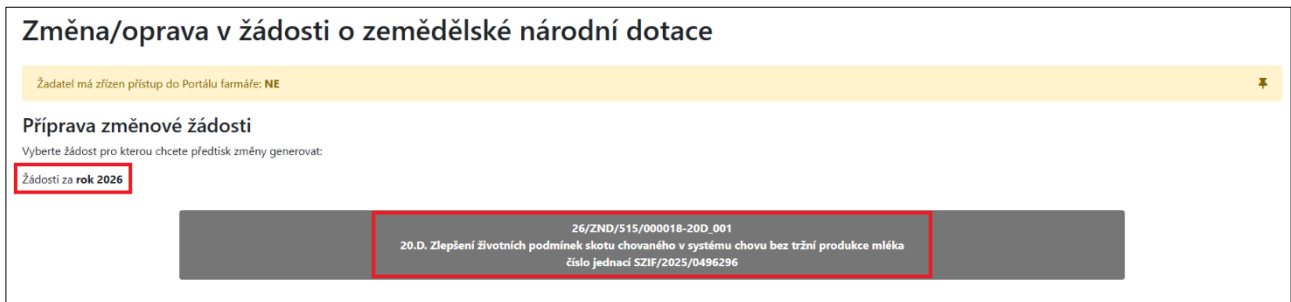 Změna/oprava v žádosti o zemědělské národní dotace
Žadatel má zřízen přístup do Portálu farmáře: NE
Příprava změnové žádosti
Vyberte žádost pro kterou chcete předtisk změny generovat:
Žádosti za rok 2026
26/ZND/515/000018-20D_001
20.D. Zlepšení životních podmínek skotu chovaného v systému chovu bez tržní produkce mléka
číslo jednací SZIF/2025/0496296